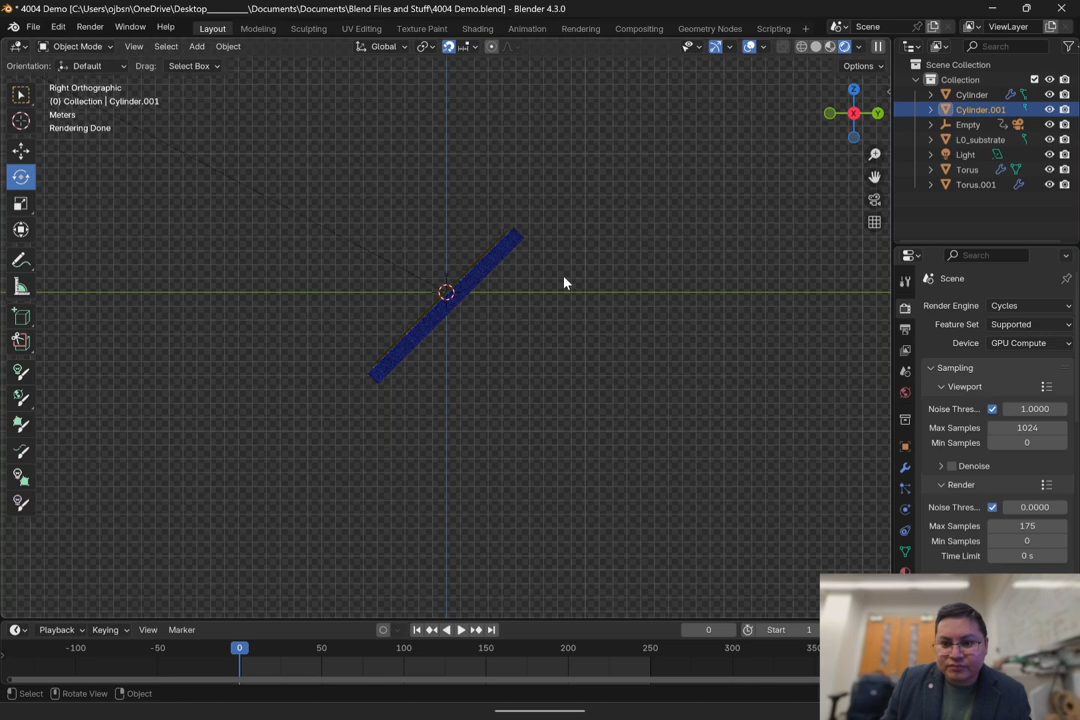 * 4004 Demo [C:\Users\ojbsn\OneDrive\Desktop________\Documents\Documents\Blend Files and Stuff\4004 Demo.blend] - Blender 4.3.0
File Edit Render Window Help Layout Modeling Sculpting UV Editing Texture Paint Shading Animation Rendering Compositing Geometry Nodes Scripting Scene ViewLayer
Object Mode View Select Add Object Global Search
Orientation: Default Drag: Select Box Options
Right Orthographic
(0) Collection | Cylinder.001
Meters
Rendering Done
Z
X
Y
Scene Collection
Collection
Cylinder
Cylinder.001
Empty
L0_substrate
Light
Torus
Torus.001
Search
Scene
Render Engine Cycles
Feature Set Supported
Device GPU Compute
Sampling
Viewport
Noise Thres... 1.0000
Max Samples 1024
Min Samples 0
Denoise
Render
Noise Thres... 0.0000
Max Samples 175
Min Samples 0
Time Limit 0 s
Playback Keying View Marker 0 Start 1
-100 -50 0 50 100 150 200 250 300 350
Select Rotate View Object